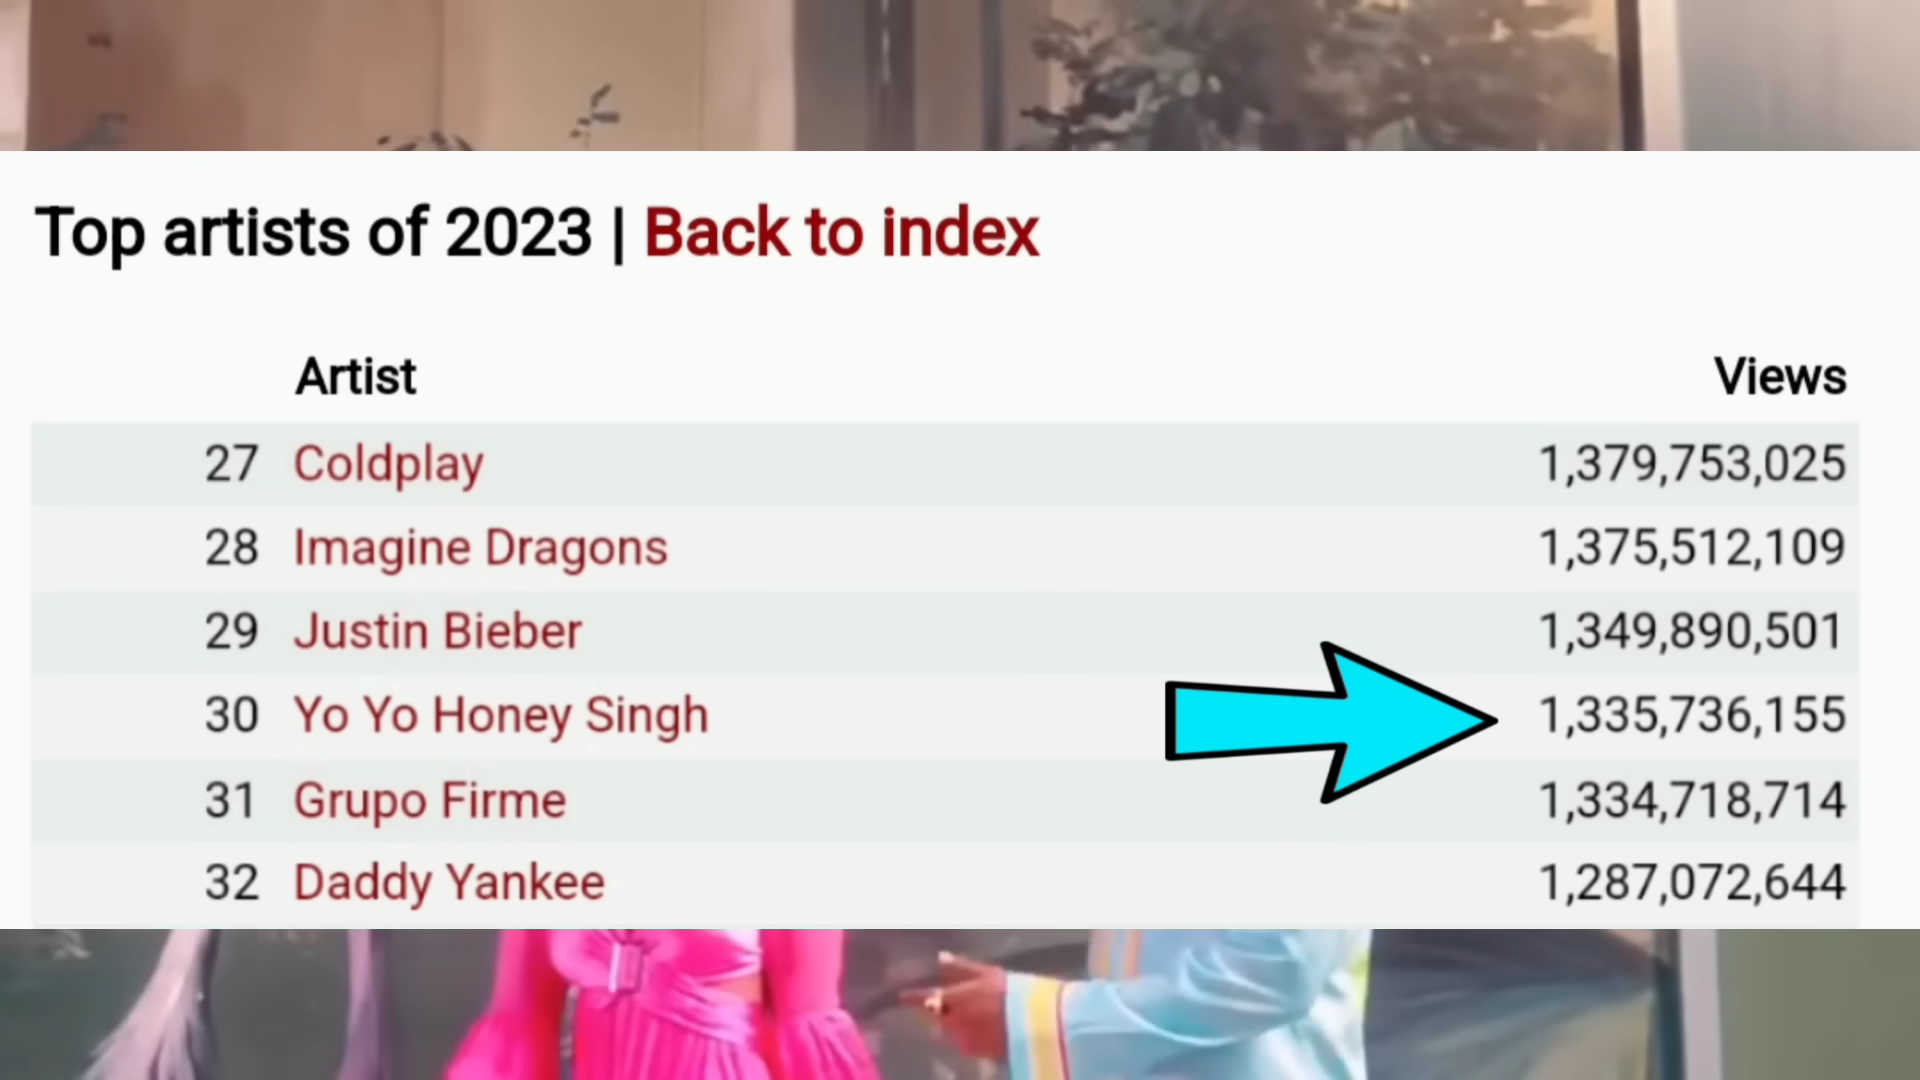 Top artists of 2023 | Back to index
Artist Views
27 Coldplay 1,379,753,025
28 Imagine Dragons 1,375,512,109
29 Justin Bieber 1,349,890,501
30 Yo Yo Honey Singh 1,335,736,155
31 Grupo Firme 1,334,718,714
32 Daddy Yankee 1,287,072,644